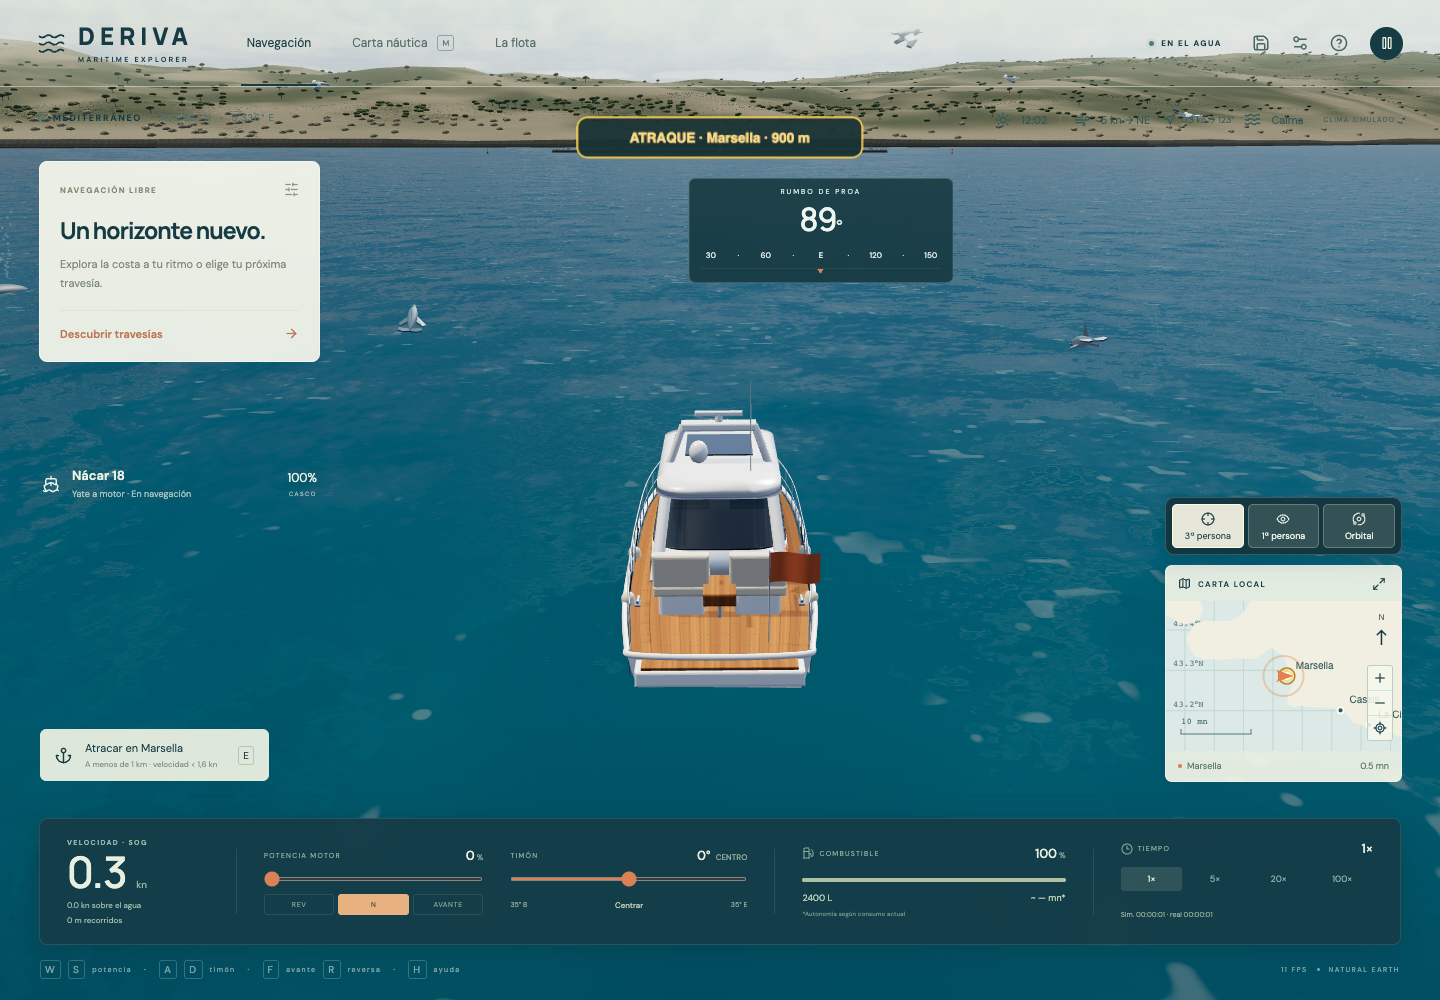 DERIVA
MARITIME EXPLORER
Navegación
Carta náutica M
La flota
EN EL AGUA
MEDITERRÁNEO
12:02
5 kn → NE
Calma
CLIMA SIMULADO
ATRAQUE · Marsella · 900 m
NAVEGACIÓN LIBRE
Un horizonte nuevo.
Explora la costa a tu ritmo o elige tu próxima
travesía.
Descubrir travesías
RUMBO DE PROA
89°
30 · 60 · E · 120 · 150
Nácar 18
Yate a motor · En navegación
100%
CASCO
3ª persona
1ª persona
Orbital
CARTA LOCAL
N
43.3°N
43.2°N
Marsella
10 mn
Marsella
0.5 mn
Atracar en Marsella
A menos de 1 km · velocidad < 1,6 kn
E
VELOCIDAD · SOG
0.3 kn
0.0 kn sobre el agua
0 m recorridos
POTENCIA MOTOR
0 %
REV
N
AVANTE
TIMÓN
0° CENTRO
35° B
Centrar
35° E
COMBUSTIBLE
100 %
2400 L
~ — mn*
*Autonomía según consumo actual
TIEMPO
1×
1×
5×
20×
100×
Sim. 00:00:01 · real 00:00:01
W S potencia · A D timón · F avante R reversa · H ayuda
11 FPS
NATURAL EARTH